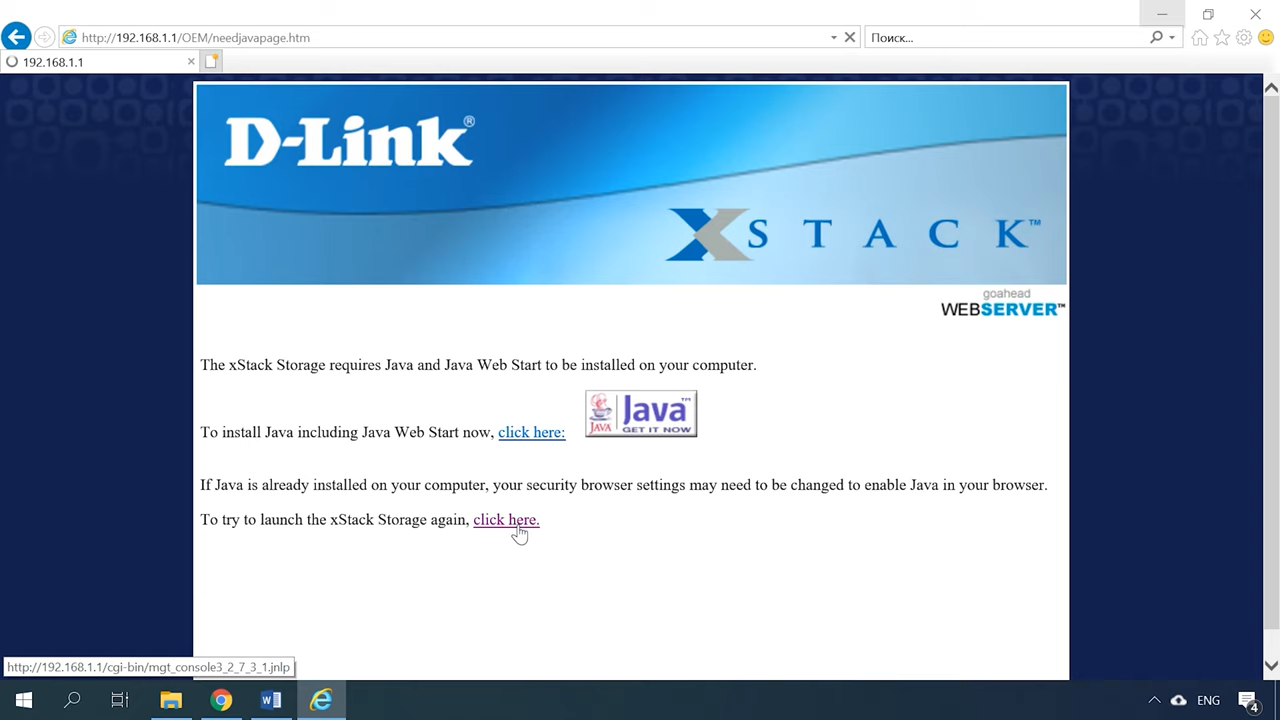 http://192.168.1.1/OEM/needjavapage.htm
Поиск...
192.168.1.1
D-Link®
XSTACK™
goahead
WEBSERVER™
The xStack Storage requires Java and Java Web Start to be installed on your computer.
To install Java including Java Web Start now, click here:
JAVA
Java™
GET IT NOW
If Java is already installed on your computer, your security browser settings may need to be changed to enable Java in your browser.
To try to launch the xStack Storage again, click here.
http://192.168.1.1/cgi-bin/mgt_console3_2_7_3_1.jnlp
ENG
4